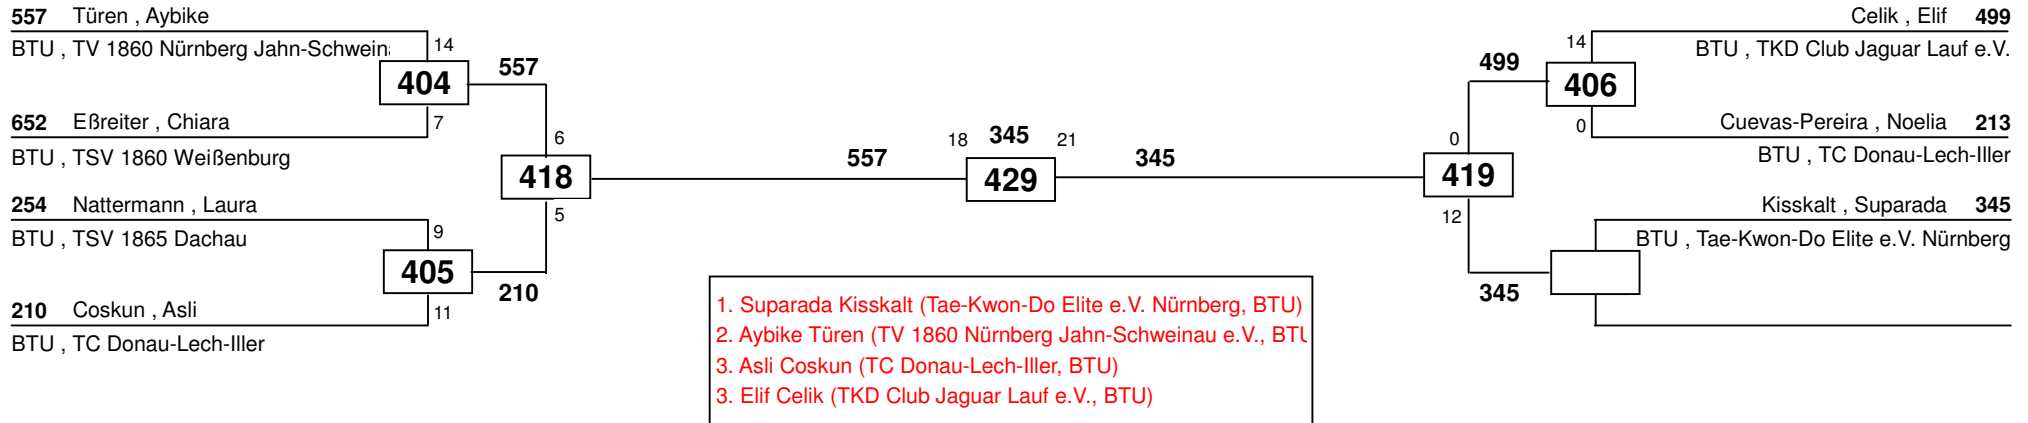 557 Türen , Aybike
BTU , TV 1860 Nürnberg Jahn-Schwein
14
404
557
7
652 Eßreiter , Chiara
BTU , TSV 1860 Weißenburg
6
418
5
254 Nattermann , Laura
BTU , TSV 1865 Dachau
9
405
210
11
210 Coskun , Asli
BTU , TC Donau-Lech-Iller
557
18 345 21
429
345
Celik , Elif 499
BTU , TKD Club Jaguar Lauf e.V.
14
499
406
0
Cuevas-Pereira , Noelia 213
BTU , TC Donau-Lech-Iller
0
419
12
Kisskalt , Suparada 345
BTU , Tae-Kwon-Do Elite e.V. Nürnberg
345
1. Suparada Kisskalt (Tae-Kwon-Do Elite e.V. Nürnberg, BTU)
2. Aybike Türen (TV 1860 Nürnberg Jahn-Schweinau e.V., BTU
3. Asli Coskun (TC Donau-Lech-Iller, BTU)
3. Elif Celik (TKD Club Jaguar Lauf e.V., BTU)